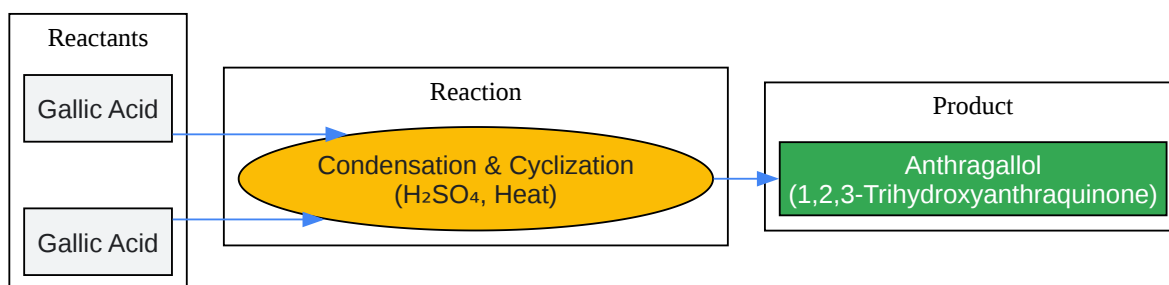 Reactants
Gallic Acid
Gallic Acid
Reaction
Condensation & Cyclization
(H₂SO₄, Heat)
Product
Anthragallol
(1,2,3-Trihydroxyanthraquinone)